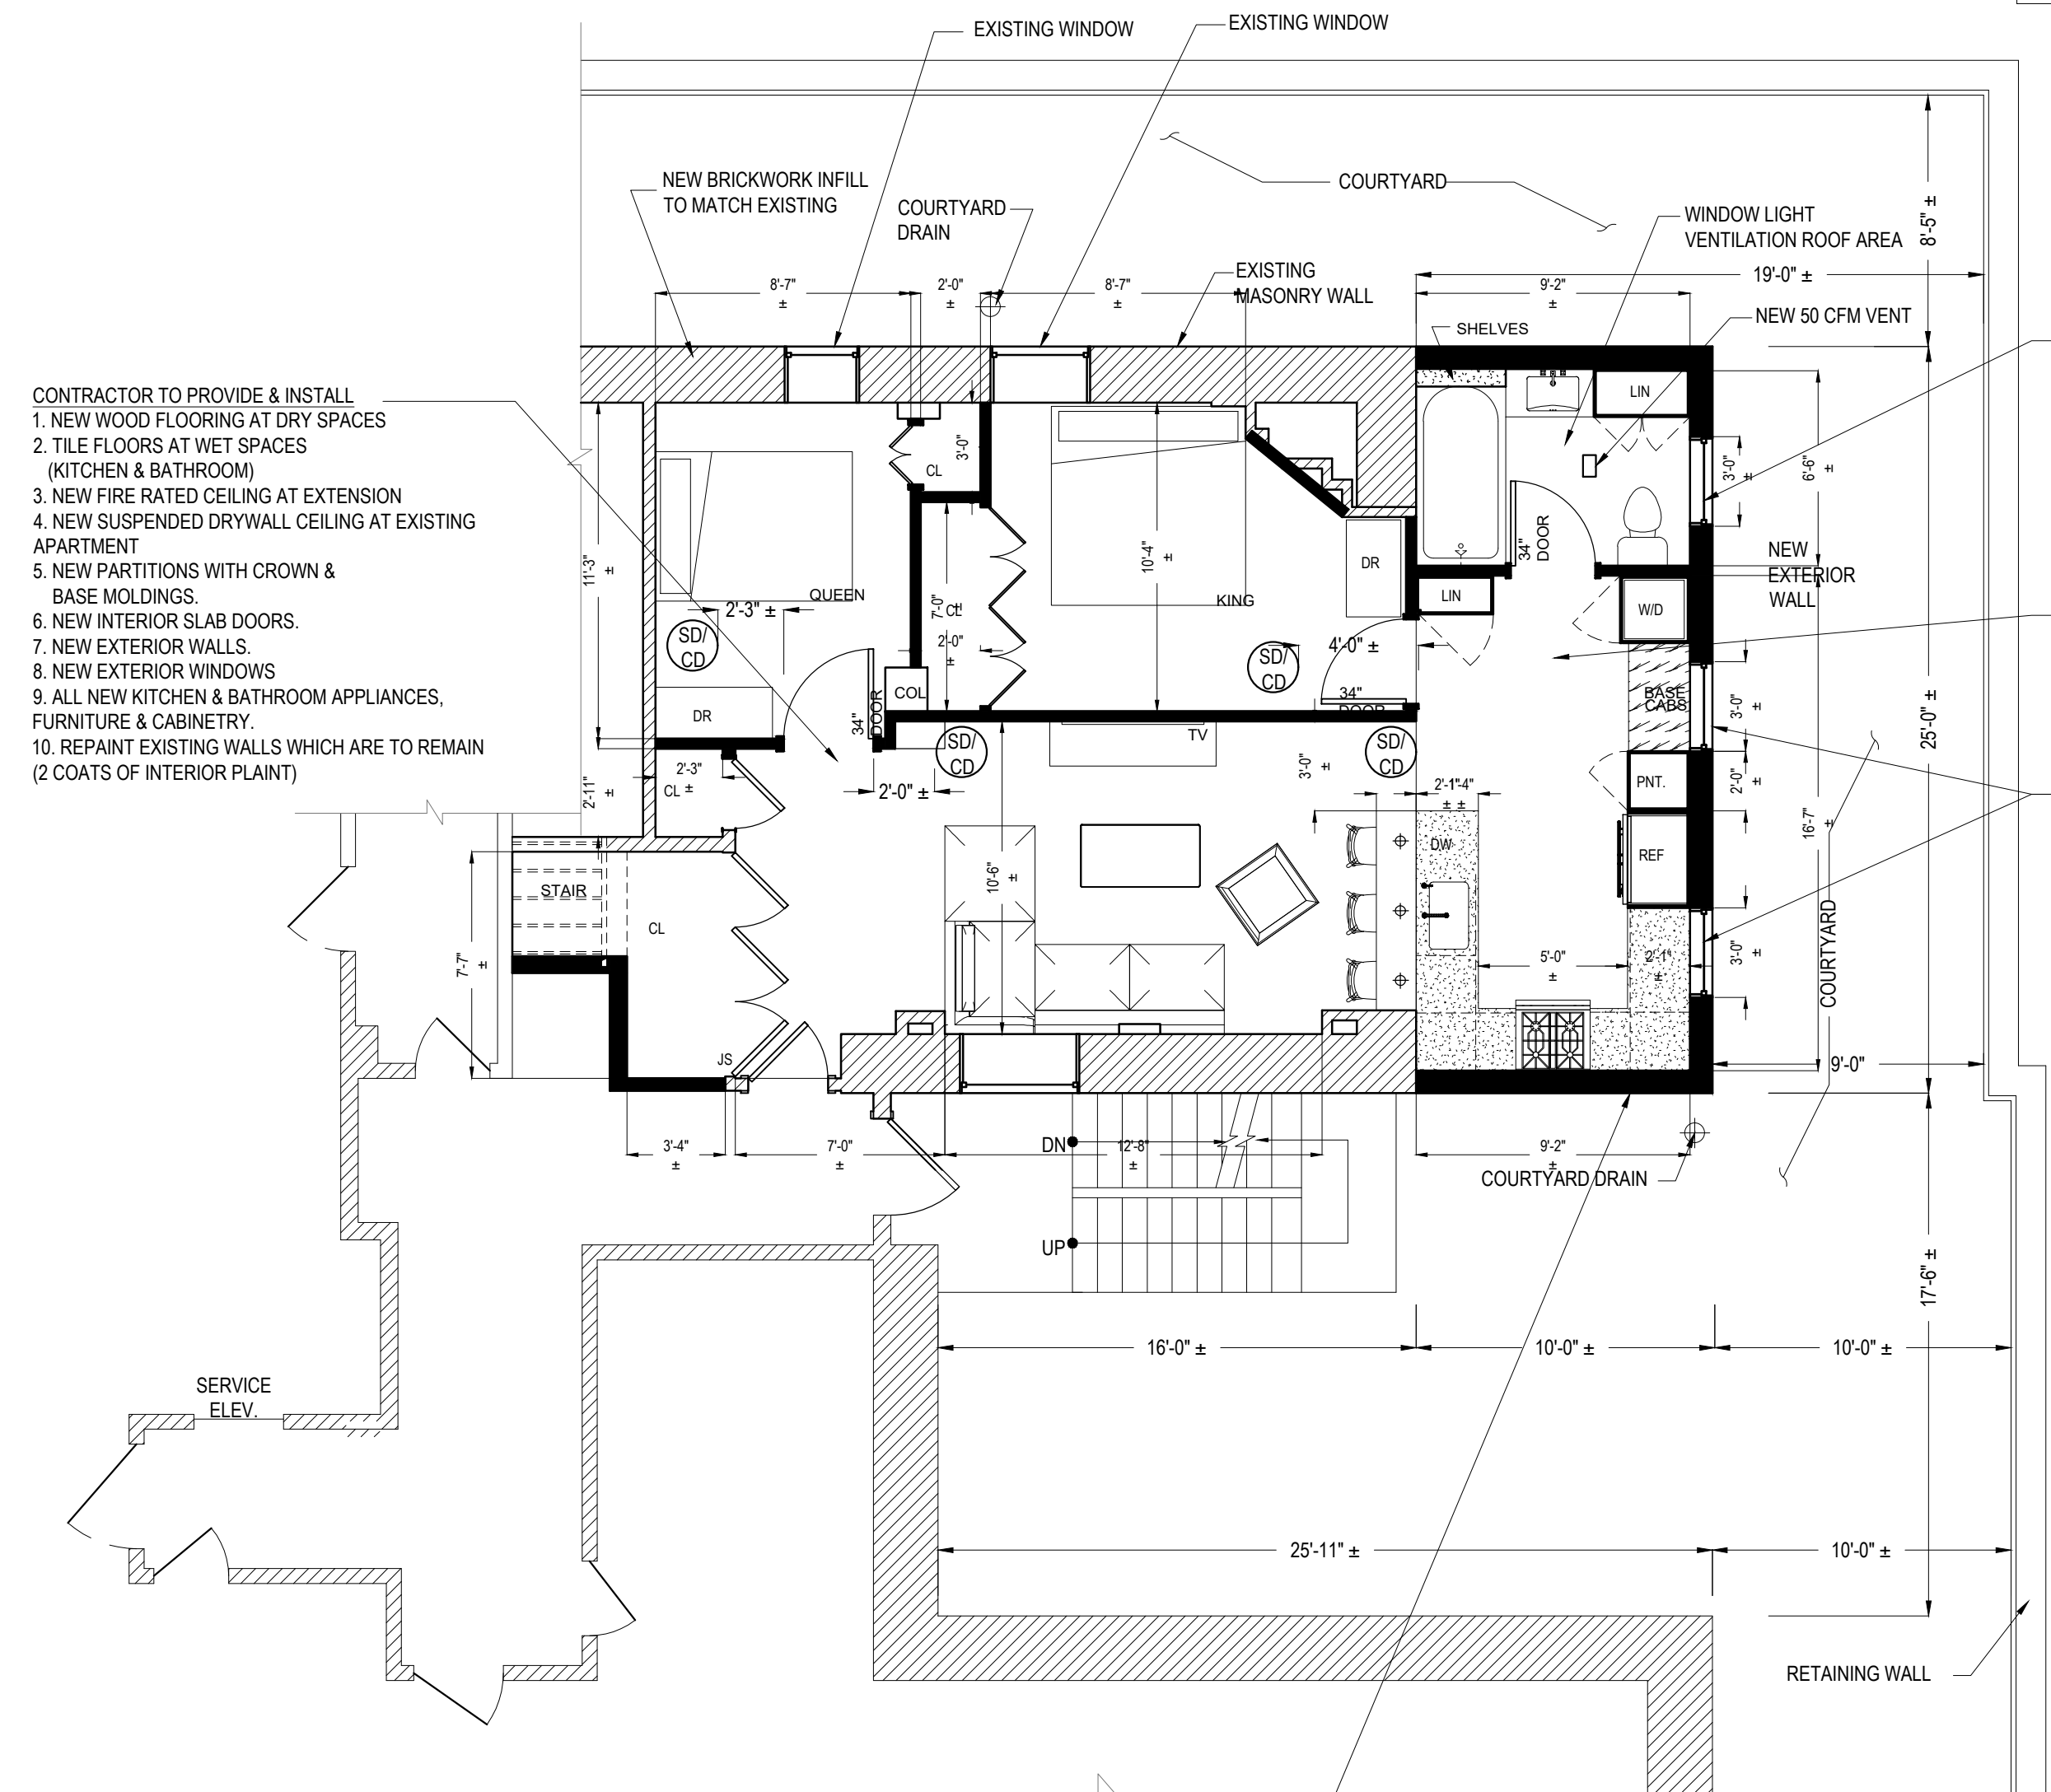 EXISTING WINDOW
EXISTING WINDOW
NEW BRICKWORK INFILL
TO MATCH EXISTING
COURTYARD
DRAIN
COURTYARD
WINDOW LIGHT
VENTILATION ROOF AREA
8'-5" ±
EXISTING
MASONRY WALL
19'-0" ±
8'-7"
±
2'-0"
±
8'-7"
±
9'-2"
±
NEW 50 CFM VENT
SHELVES
CONTRACTOR TO PROVIDE & INSTALL
1. NEW WOOD FLOORING AT DRY SPACES
2. TILE FLOORS AT WET SPACES
(KITCHEN & BATHROOM)
3. NEW FIRE RATED CEILING AT EXTENSION
4. NEW SUSPENDED DRYWALL CEILING AT EXISTING
APARTMENT
5. NEW PARTITIONS WITH CROWN &
BASE MOLDINGS.
6. NEW INTERIOR SLAB DOORS.
7. NEW EXTERIOR WALLS.
8. NEW EXTERIOR WINDOWS
9. ALL NEW KITCHEN & BATHROOM APPLIANCES,
FURNITURE & CABINETRY.
10. REPAINT EXISTING WALLS WHICH ARE TO REMAIN
(2 COATS OF INTERIOR PLAINT)
LIN
CL
3'-0"
3'-0"
±
6'-6"
±
11'-3"
±
10'-4"
±
34"
DOOR
DR
NEW
EXTERIOR
WALL
QUEEN
2'-3" ±
7'-0"
±
CL
KING
LIN
W/D
SD/
CD
2'-0"
±
SD/
CD
4'-0" ±
COL
34"
DOOR
BASE
CABS
3'-0"
±
25'-0" ±
DR
34"
DOOR
TV
SD/
CD
SD/
CD
2'-3"
±
CL
2'-11"
±
2'-0" ±
3'-0"
±
2'-1"
±
-4"
±
PNT.
2'-0"
±
16'-7"
±
DW
REF
STAIR
10'-6"
±
CL
COURTYARD
7'-7"
±
5'-0"
±
2'-1"
±
3'-0"
±
JS
9'-0"
3'-4"
±
7'-0"
±
DN
12'-8"
±
9'-2"
±
COURTYARD DRAIN
UP
17'-6" ±
16'-0" ±
10'-0" ±
10'-0" ±
SERVICE
ELEV.
25'-11" ±
10'-0" ±
RETAINING WALL